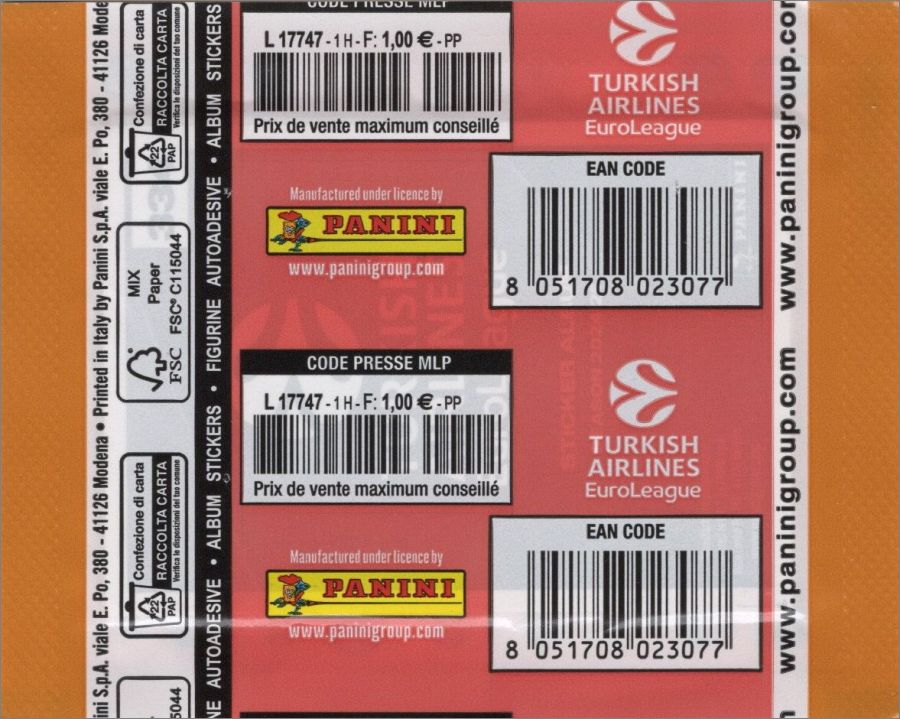 CODE PRESSE MLP
L 17747 - 1 H - F: 1,00 € - PP
Prix de vente maximum conseillé
TURKISH
AIRLINES
EuroLeague
EAN CODE
8 051708 023077
Manufactured under licence by
PANINI
www.paninigroup.com
CODE PRESSE MLP
L 17747 - 1 H - F: 1,00 € - PP
Prix de vente maximum conseillé
TURKISH
AIRLINES
EuroLeague
EAN CODE
8 051708 023077
Manufactured under licence by
PANINI
www.paninigroup.com
ni S.p.A. viale E. Po, 380 - 41126 Modena • Printed in Italy by Panini S.p.A. viale E. Po, 380 - 41126 Mode
Confezione di carta
RACCOLTA CARTA
Verifica le disposizioni del tuo comune
22
PAP
MIX
Paper
FSC® C115044
FSC
Confezione di carta
RACCOLTA CARTA
Verifica le disposizioni del tuo comune
22
PAP
5044
NE AUTOADESIVE • ALBUM STICKERS • FIGURINE AUTOADESIVE • ALBUM STICKERS
www.paninigroup.com
www.paninigroup.co